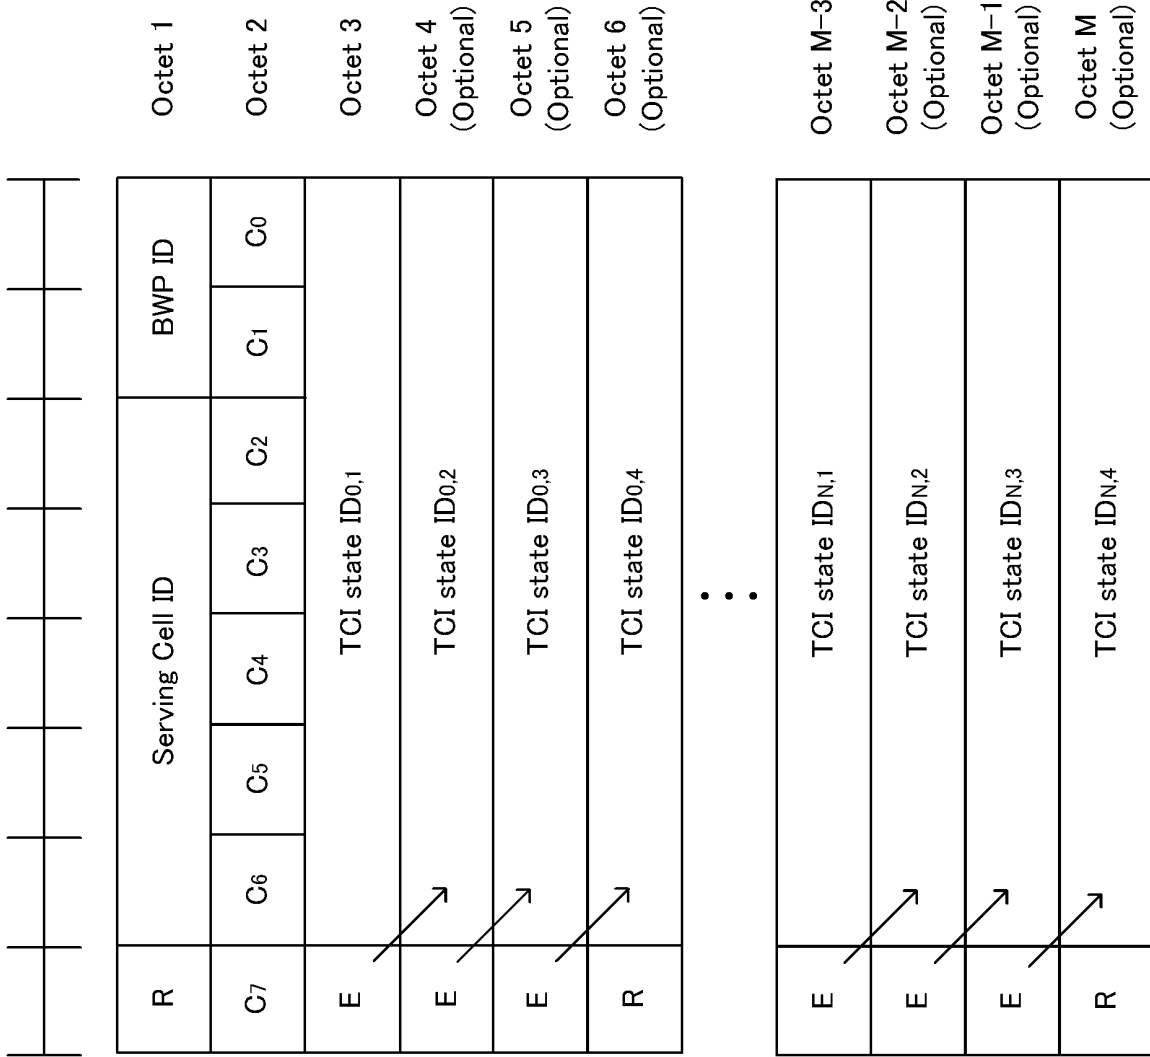 R Serving Cell ID BWP ID Octet 1
C7 C6 C5 C4 C3 C2 C1 C0 Octet 2
E TCI state ID0,1 Octet 3
E TCI state ID0,2 Octet 4
(Optional)
E TCI state ID0,3 Octet 5
(Optional)
R TCI state ID0,4 Octet 6
(Optional)
...
E TCI state IDN,1 Octet M-3
E TCI state IDN,2 Octet M-2
(Optional)
E TCI state IDN,3 Octet M-1
(Optional)
R TCI state IDN,4 Octet M
(Optional)